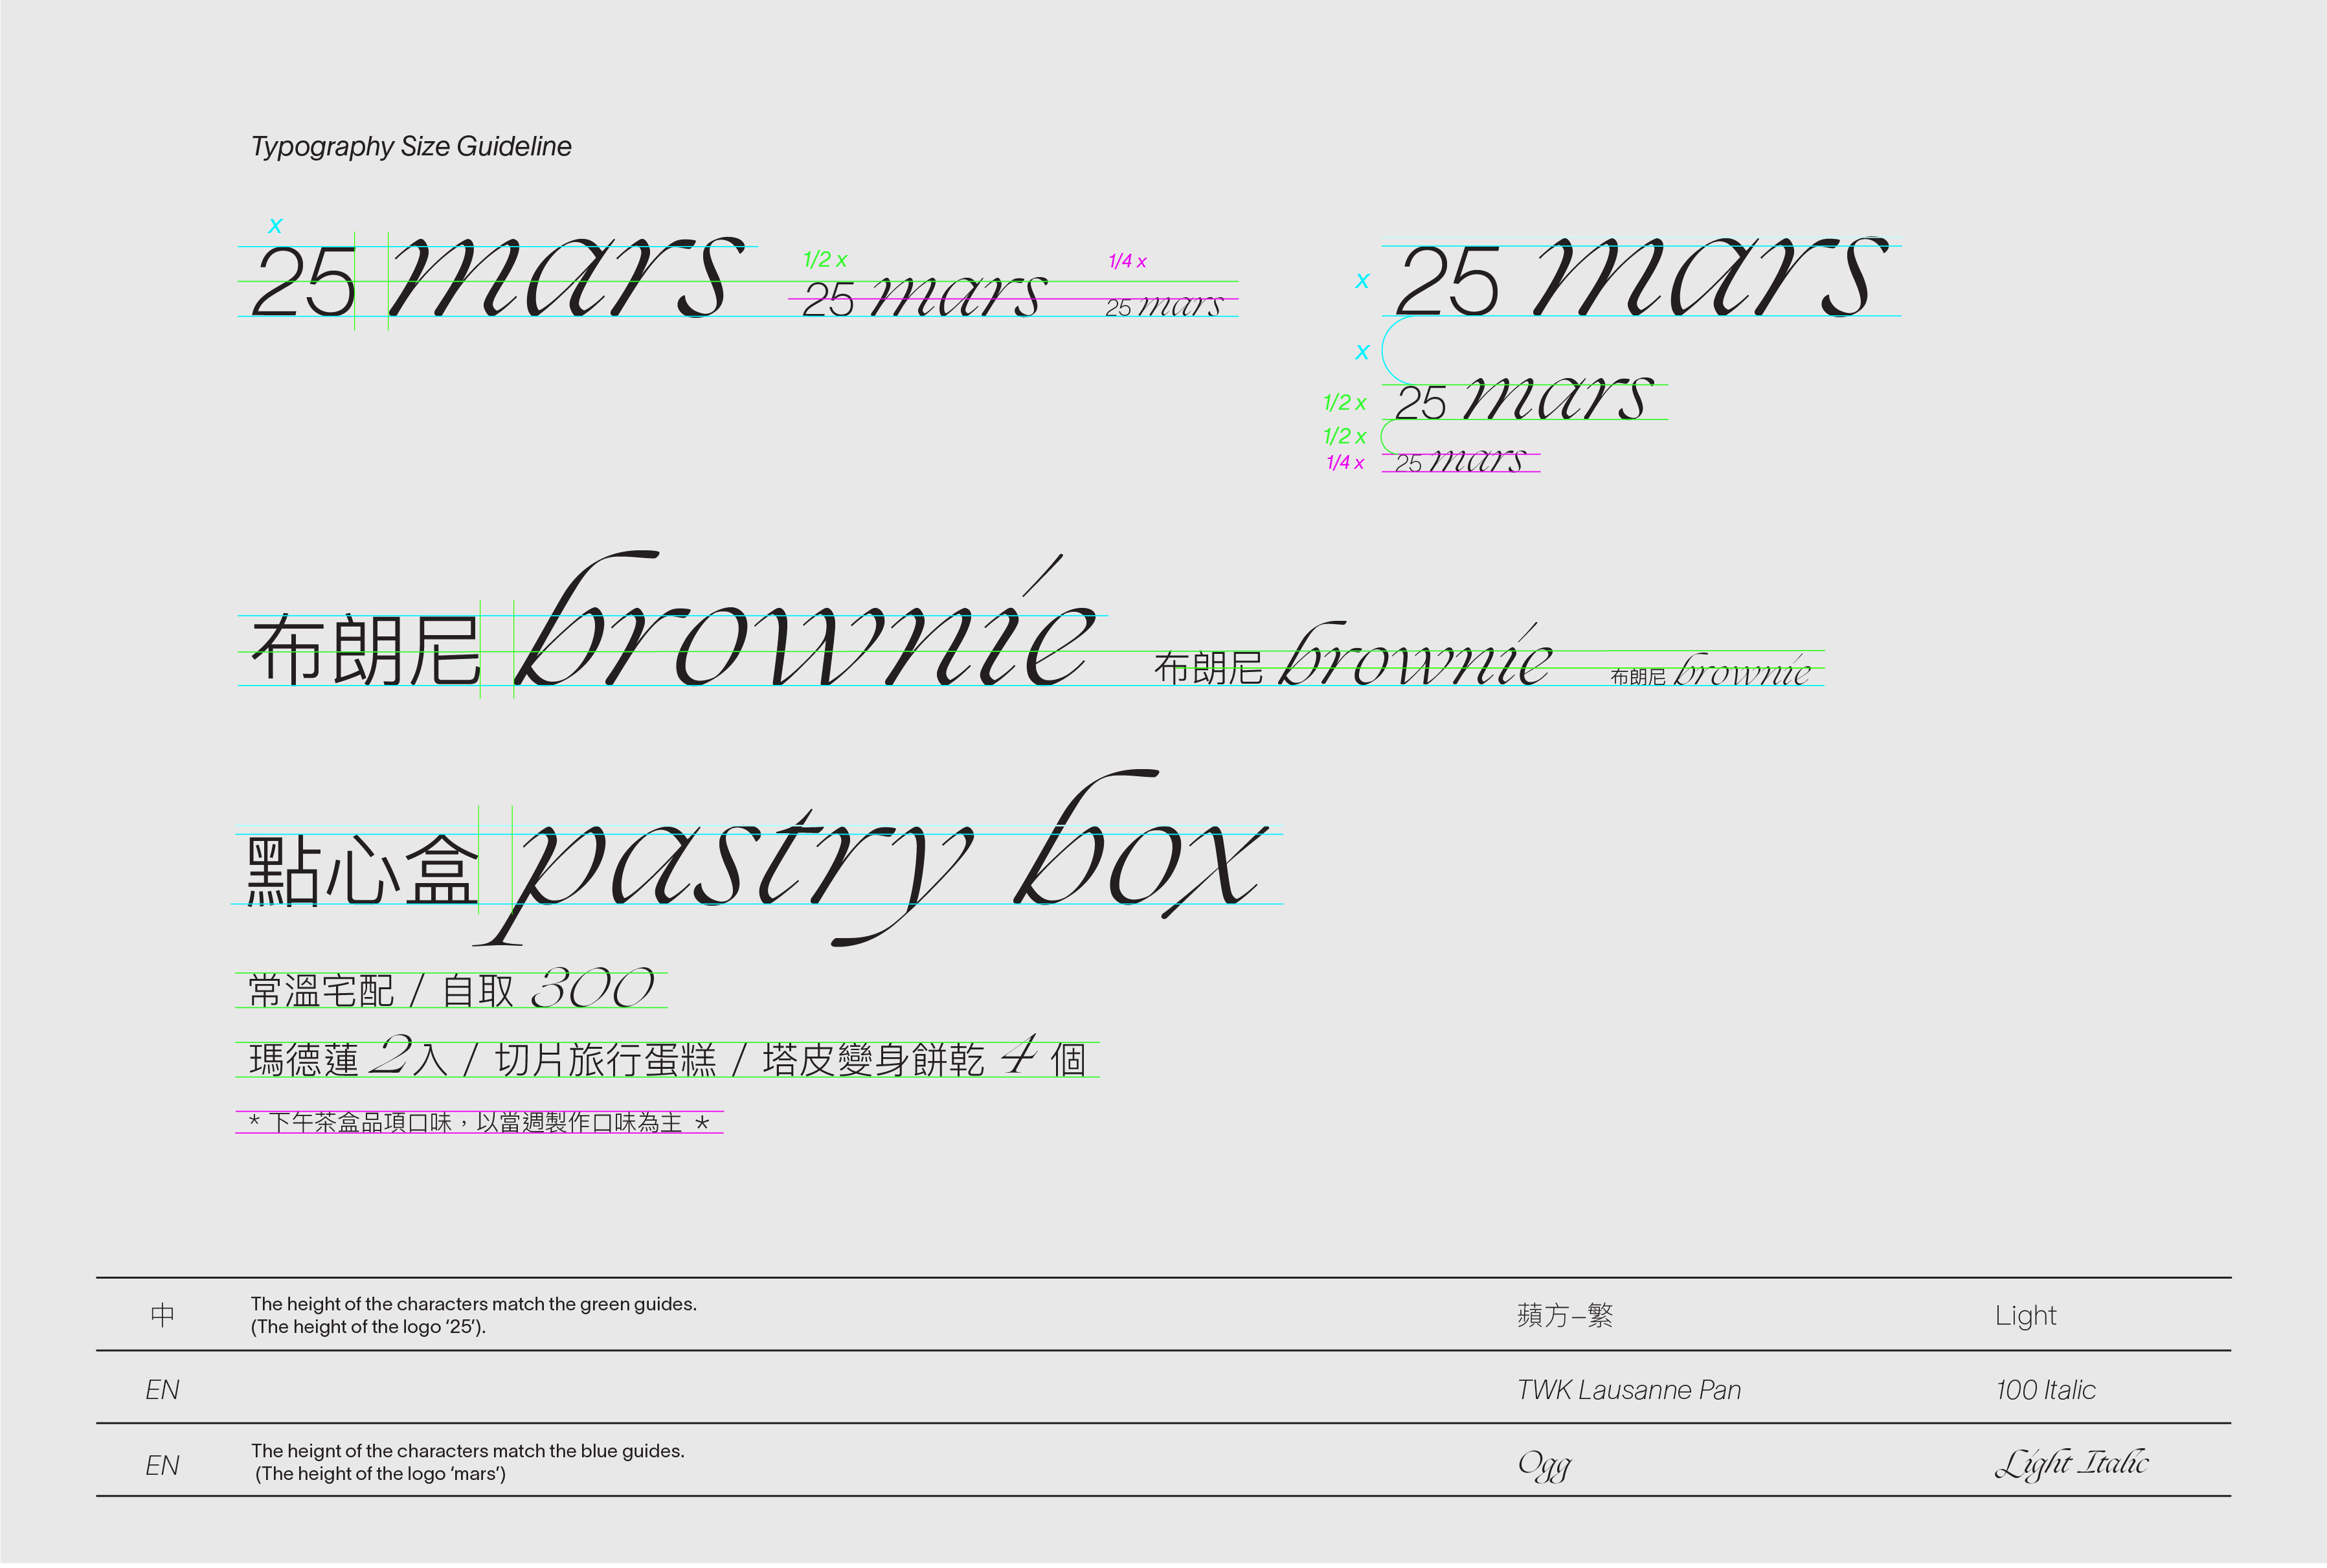 Typography Size Guideline
x
25 mars
1/2 x
25 mars
1/4 x
25 mars
x
25 mars
x
1/2 x
25 mars
1/2 x
1/4 x
25 mars
布朗尼 brownie
布朗尼 brownie
布朗尼 brownie
點心盒 pastry box
常溫宅配 / 自取 300
瑪德蓮 2入 / 切片旅行蛋糕 / 塔皮變身餅乾 4 個
* 下午茶盒品項口味，以當週製作口味為主 *
中
The height of the characters match the green guides.
(The height of the logo ‘25’).
蘋方–繁
Light
EN
TWK Lausanne Pan
100 Italic
EN
The heignt of the characters match the blue guides.
(The height of the logo ‘mars’)
Ogg
Light Italic